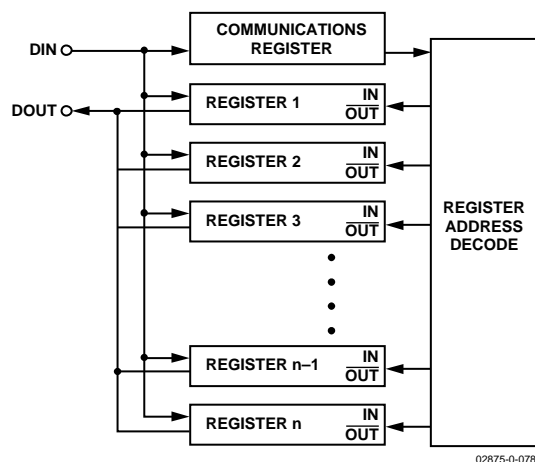 COMMUNICATIONS
REGISTER
DIN
DOUT
REGISTER 1
IN
OUT
REGISTER 2
IN
OUT
REGISTER 3
IN
OUT
REGISTER
ADDRESS
DECODE
REGISTER n–1
IN
OUT
REGISTER n
IN
OUT
02875-0-078